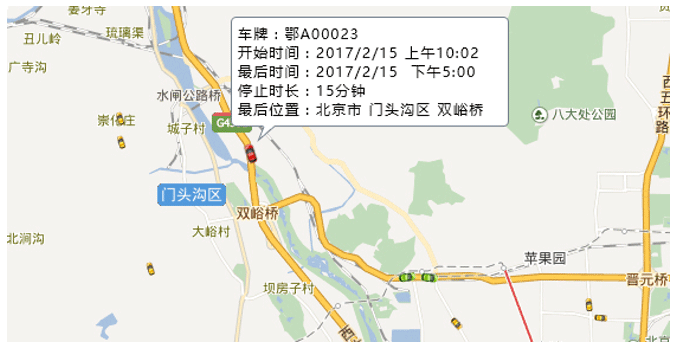 姜牙寺
丑儿岭
琉璃渠
广寺沟
水闸公路桥
城子村
车牌：鄂A00023
开始时间：2017/2/15 上午10:02
最后时间：2017/2/15 下午5:00
停止时长：15分钟
最后位置：北京市 门头沟区 双峪桥
西五环路
八大处公园
门头沟区
双峪桥
大峪村
北涧沟
坝房子村
苹果园
晋元桥